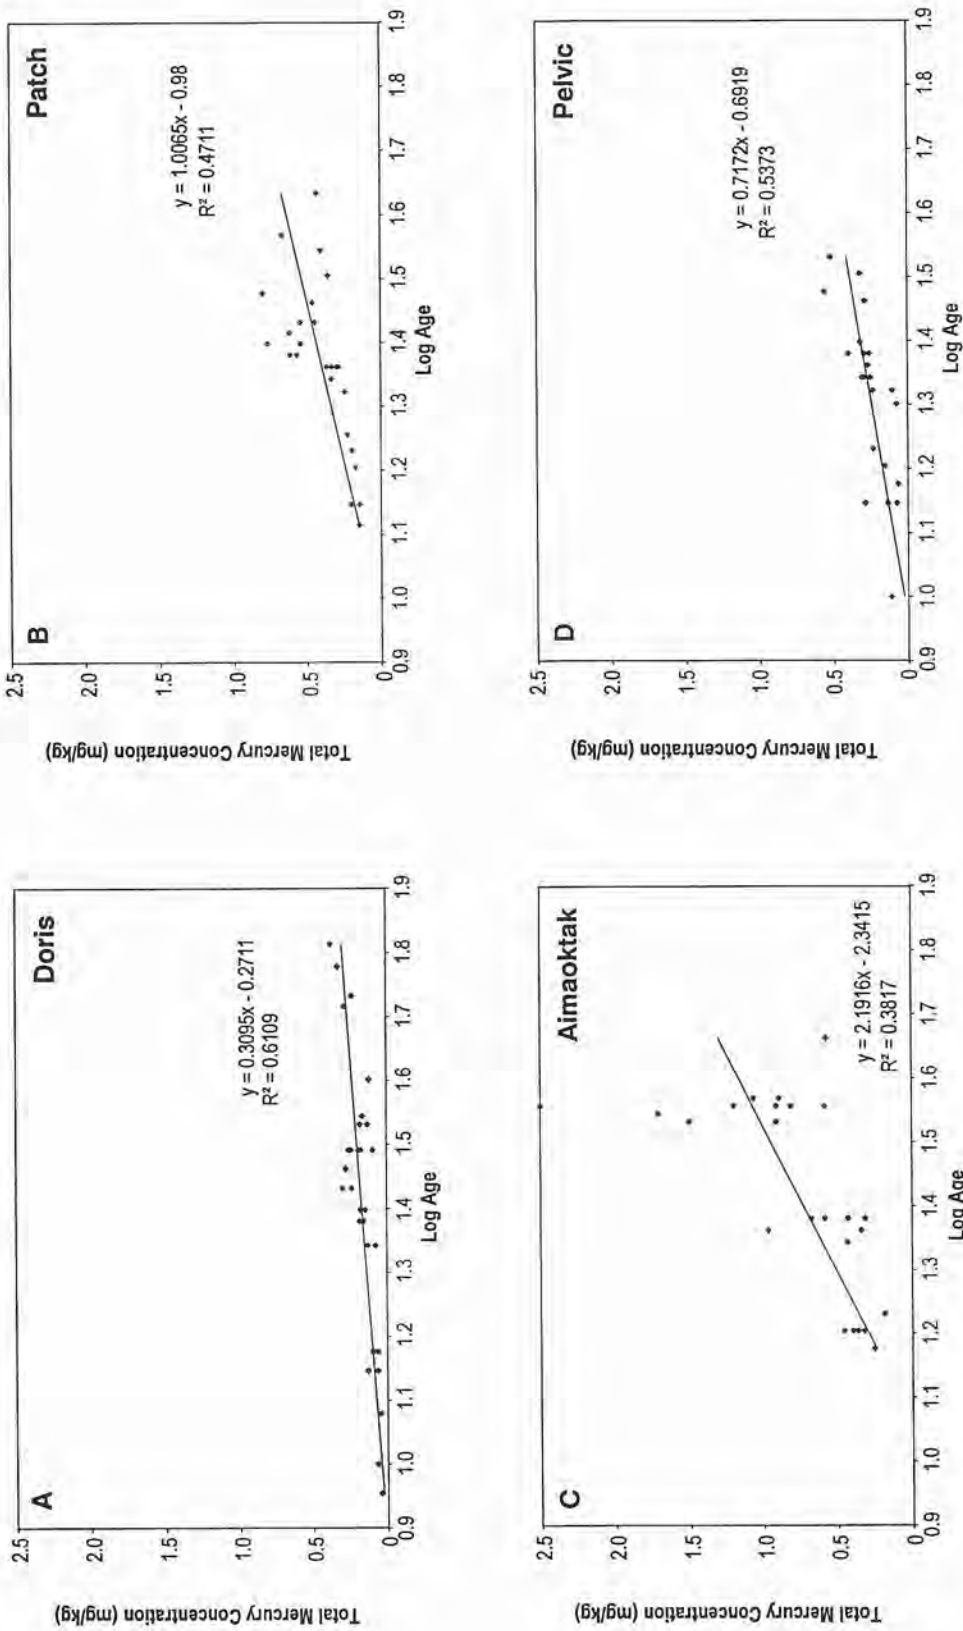 A
Doris
y = 0.3095x - 0.2711
R² = 0.6109
Total Mercury Concentration (mg/kg)
2.5
2.0
1.5
1.0
0.5
0
0.9 1.0 1.1 1.2 1.3 1.4 1.5 1.6 1.7 1.8 1.9
Log Age
B
Patch
y = 1.0065x - 0.98
R² = 0.4711
Total Mercury Concentration (mg/kg)
2.5
2.0
1.5
1.0
0.5
0
0.9 1.0 1.1 1.2 1.3 1.4 1.5 1.6 1.7 1.8 1.9
Log Age
C
Aimaoktak
y = 2.1916x - 2.3415
R² = 0.3817
Total Mercury Concentration (mg/kg)
2.5
2.0
1.5
1.0
0.5
0
0.9 1.0 1.1 1.2 1.3 1.4 1.5 1.6 1.7 1.8 1.9
Log Age
D
Pelvic
y = 0.7172x - 0.6919
R² = 0.5373
Total Mercury Concentration (mg/kg)
2.5
2.0
1.5
1.0
0.5
0
0.9 1.0 1.1 1.2 1.3 1.4 1.5 1.6 1.7 1.8 1.9
Log Age